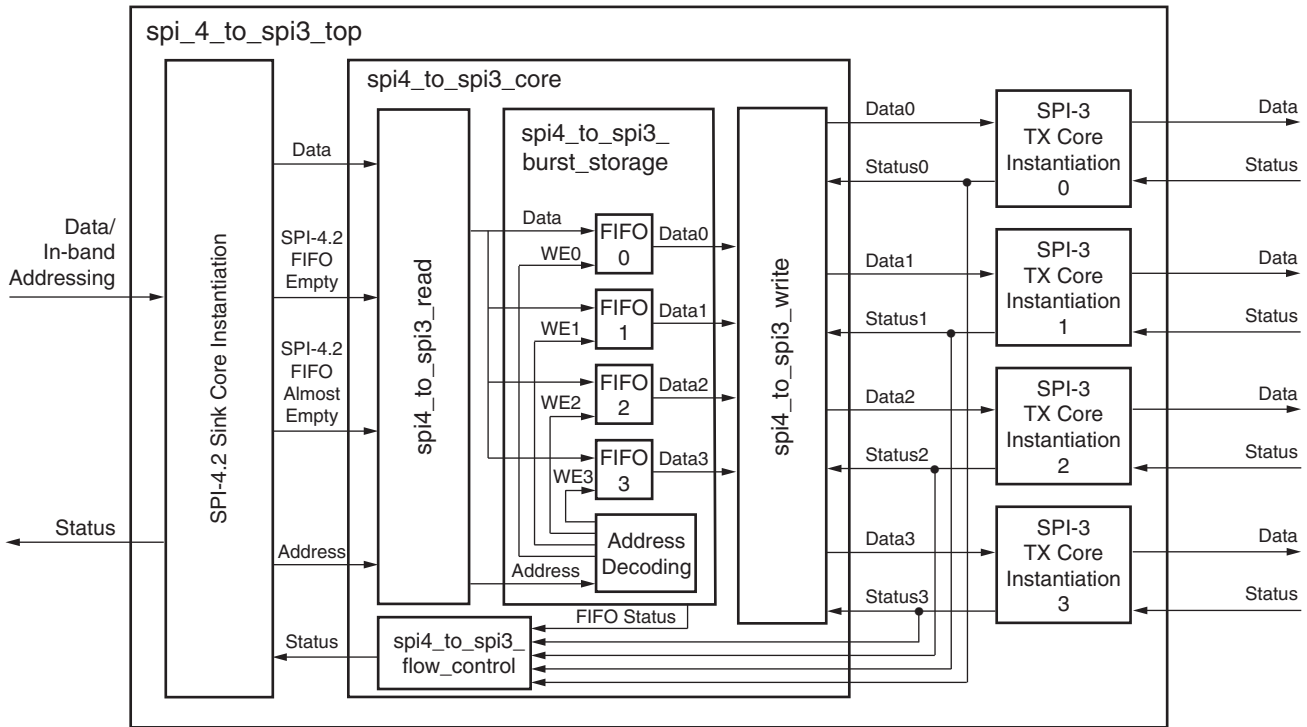 spi_4_to_spi3_top
SPI-4.2 Sink Core Instantiation
Data/
In-band
Addressing
Status
Data
SPI-4.2
FIFO
Empty
SPI-4.2
FIFO
Almost
Empty
Address
Status
spi4_to_spi3_core
spi4_to_spi3_read
spi4_to_spi3_
burst_storage
Data
WE0
FIFO
0
Data0
WE1
FIFO
1
Data1
WE2
FIFO
2
Data2
WE3
FIFO
3
Data3
Address
Address
Decoding
FIFO Status
spi4_to_spi3_
flow_control
spi4_to_spi3_write
Data0
Status0
Data1
Status1
Data2
Status2
Data3
Status3
SPI-3
TX Core
Instantiation
0
Data
Status
SPI-3
TX Core
Instantiation
1
Data
Status
SPI-3
TX Core
Instantiation
2
Data
Status
SPI-3
TX Core
Instantiation
3
Data
Status